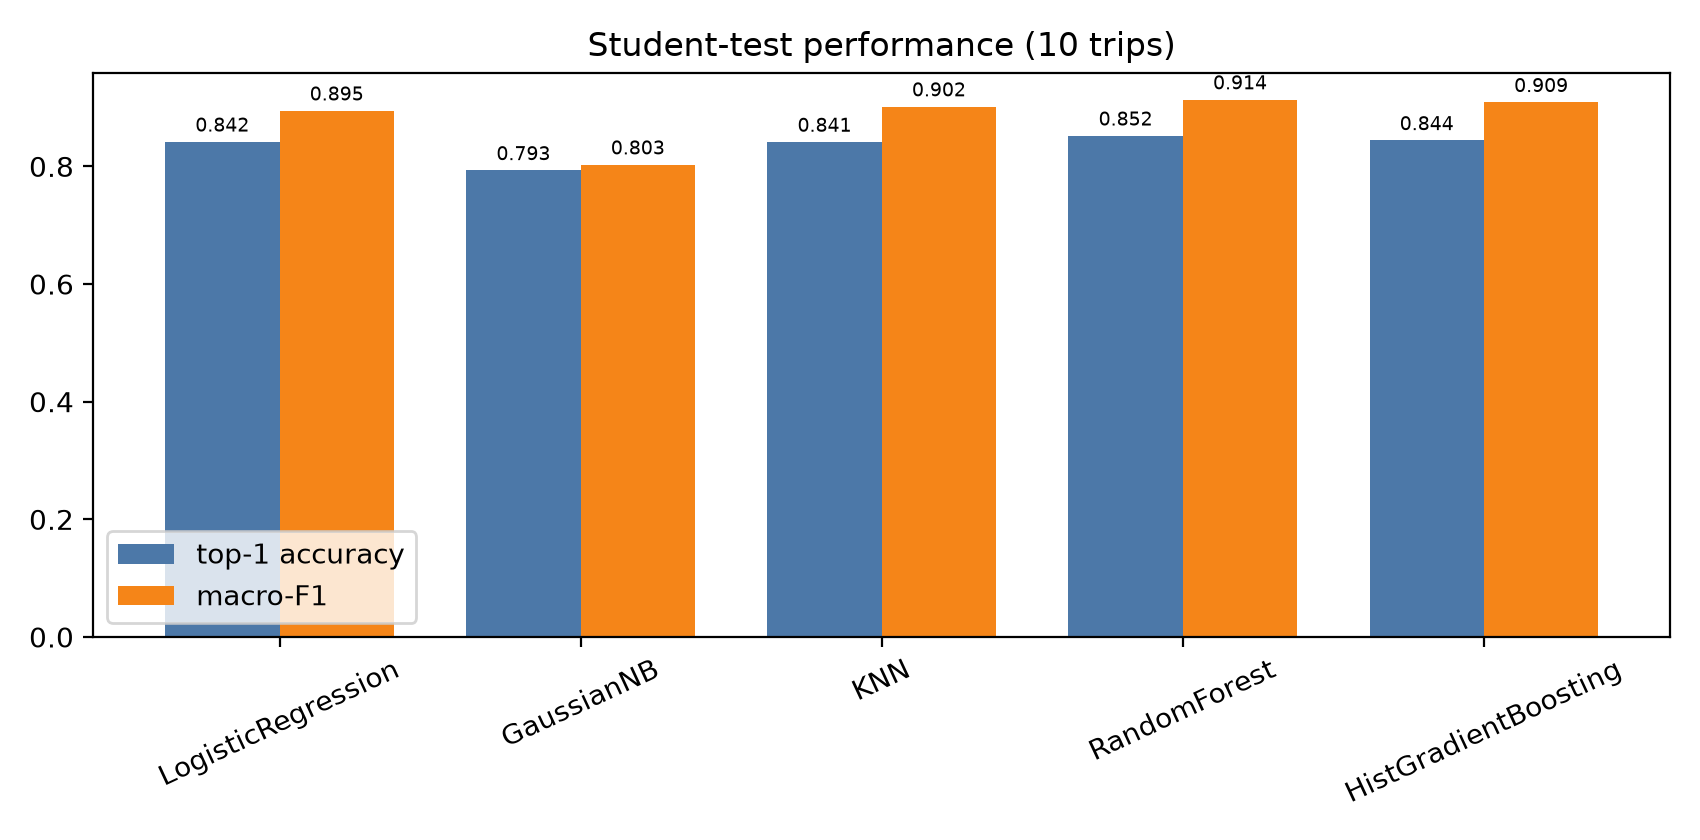 Student-test performance (10 trips)
0.895
0.842
0.793
0.803
0.841
0.902
0.852
0.914
0.844
0.909
0.8
0.6
0.4
0.2
0.0
top-1 accuracy
macro-F1
LogisticRegression
GaussianNB
KNN
RandomForest
HistGradientBoosting